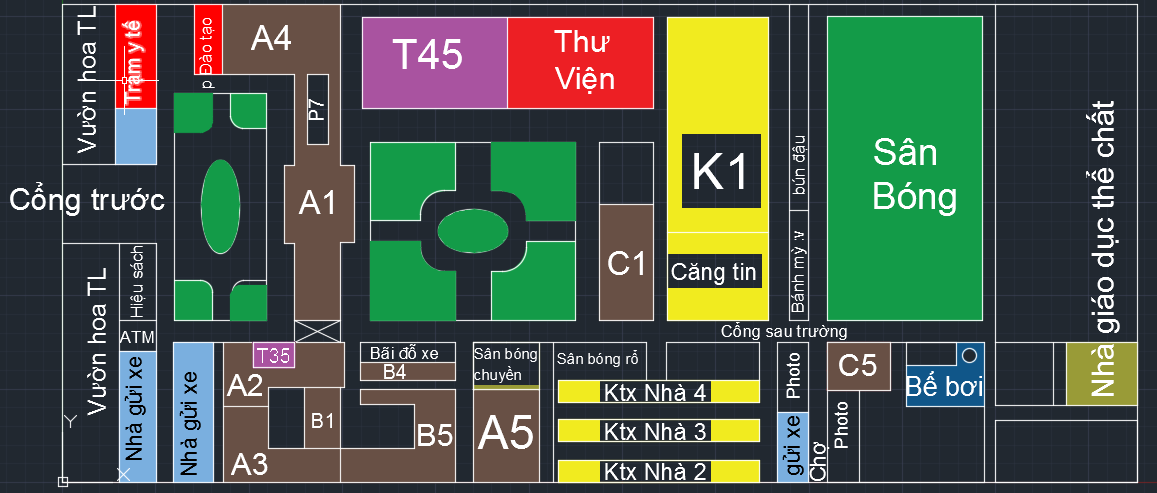 Vườn hoa TL
Trạm y tế
p Đào tạo
A4
P7
T45
Thư
Viện
K1
bún đậu
Sân
Bóng
Nhà giáo dục thể chất
Cổng trước
A1
C1
Căng tin
Bánh mỳ :v
Hiệu sách
Vườn hoa TL
ATM
Cổng sau trường
Nhà gửi xe
Nhà gửi xe
T35
A2
B1
A3
Bãi đỗ xe
B4
B5
Sân bóng
chuyền
A5
Sân bóng rổ
Ktx Nhà 4
Ktx Nhà 3
Ktx Nhà 2
Photo
gửi xe
Chợ
Photo
C5
Bế bơi
Y
X